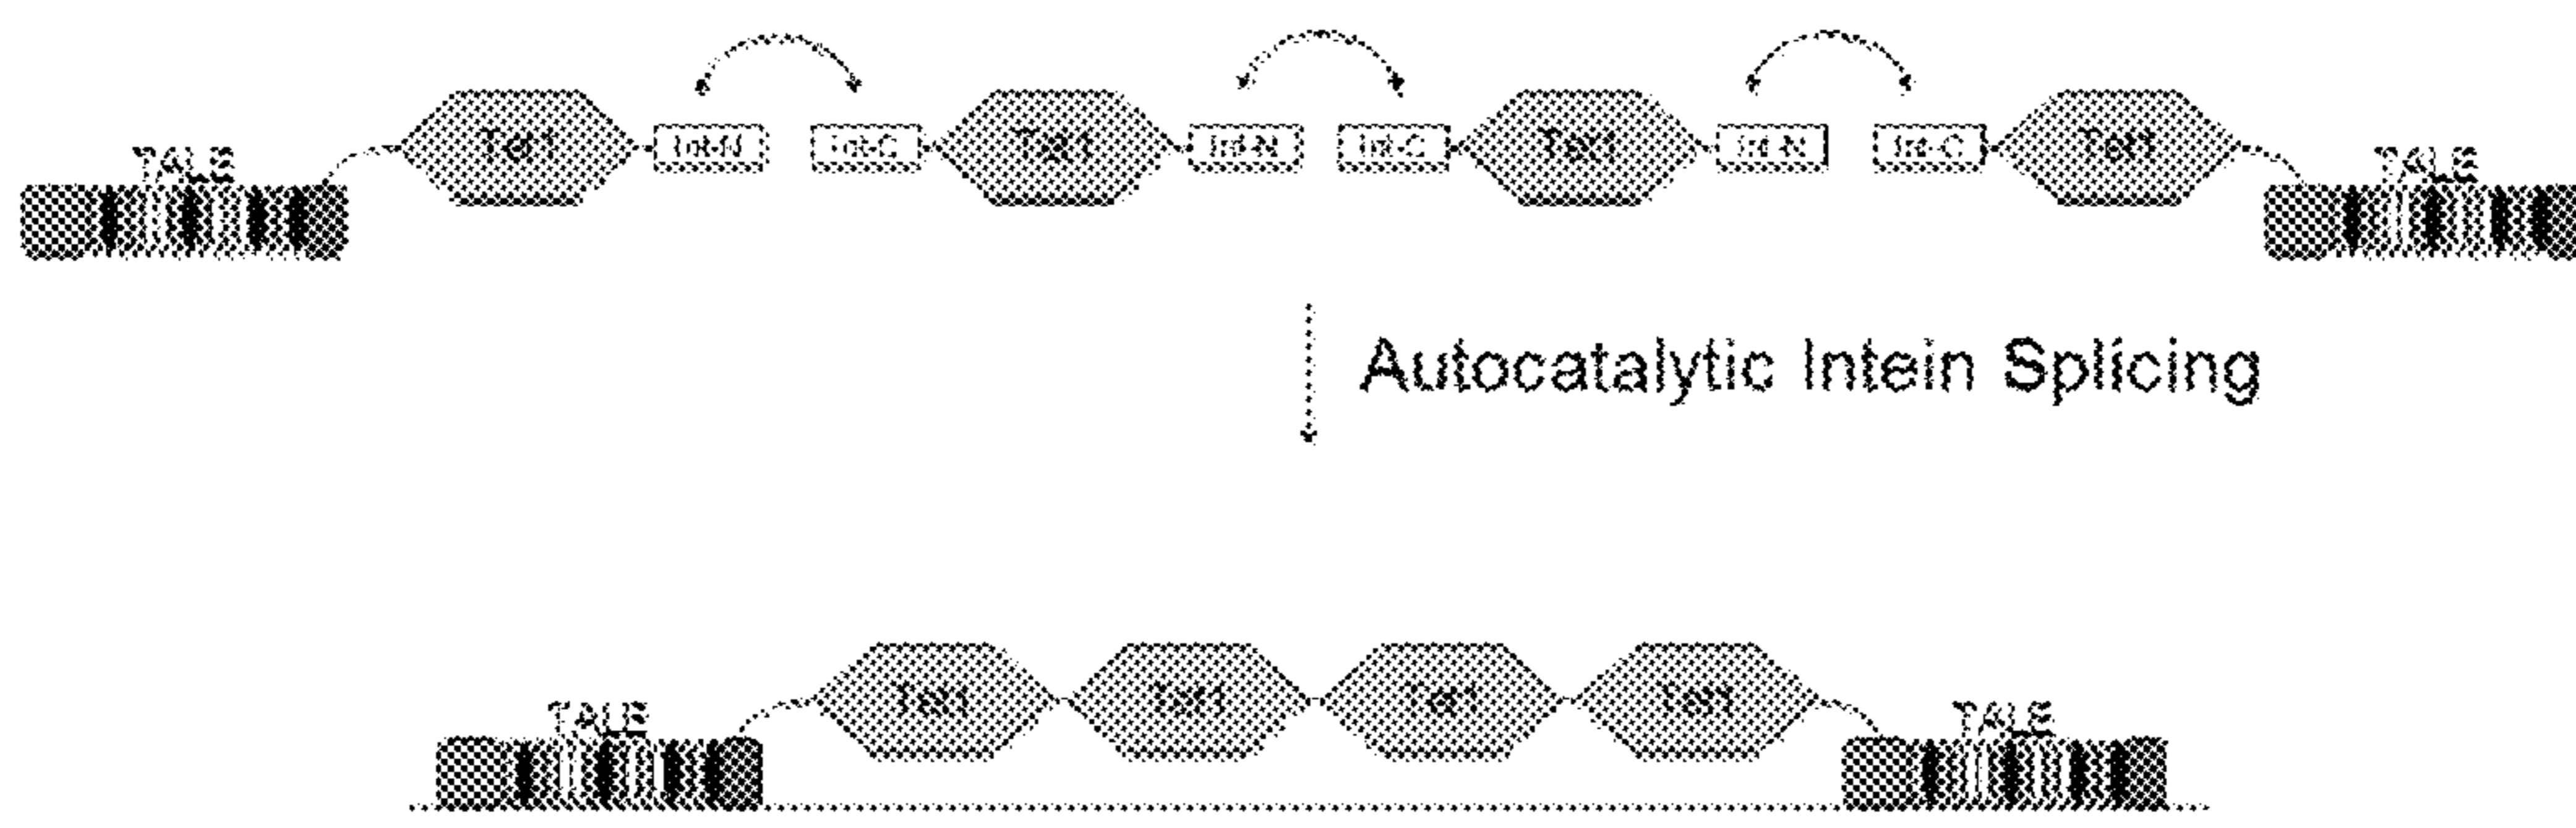 TALE Tet1 Int-N Int-C Tet1 Int-N Int-C Tet1 Int-N Int-C Tet1 TALE
Autocatalytic Intein Splicing
TALE Tet1 Tet1 Tet1 Tet1 TALE